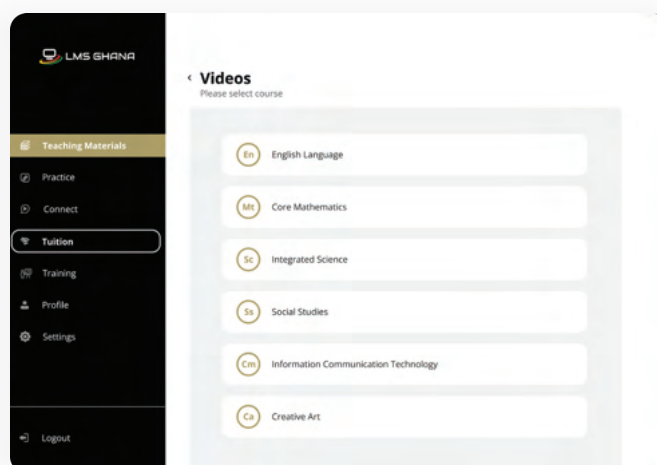 LMS GHANA
Teaching Materials
Practice
Connect
Tuition
Training
Profile
Settings
Logout
‹ Videos
Please select course
En English Language
Mt Core Mathematics
Sc Integrated Science
Ss Social Studies
Cm Information Communication Technology
Ca Creative Art